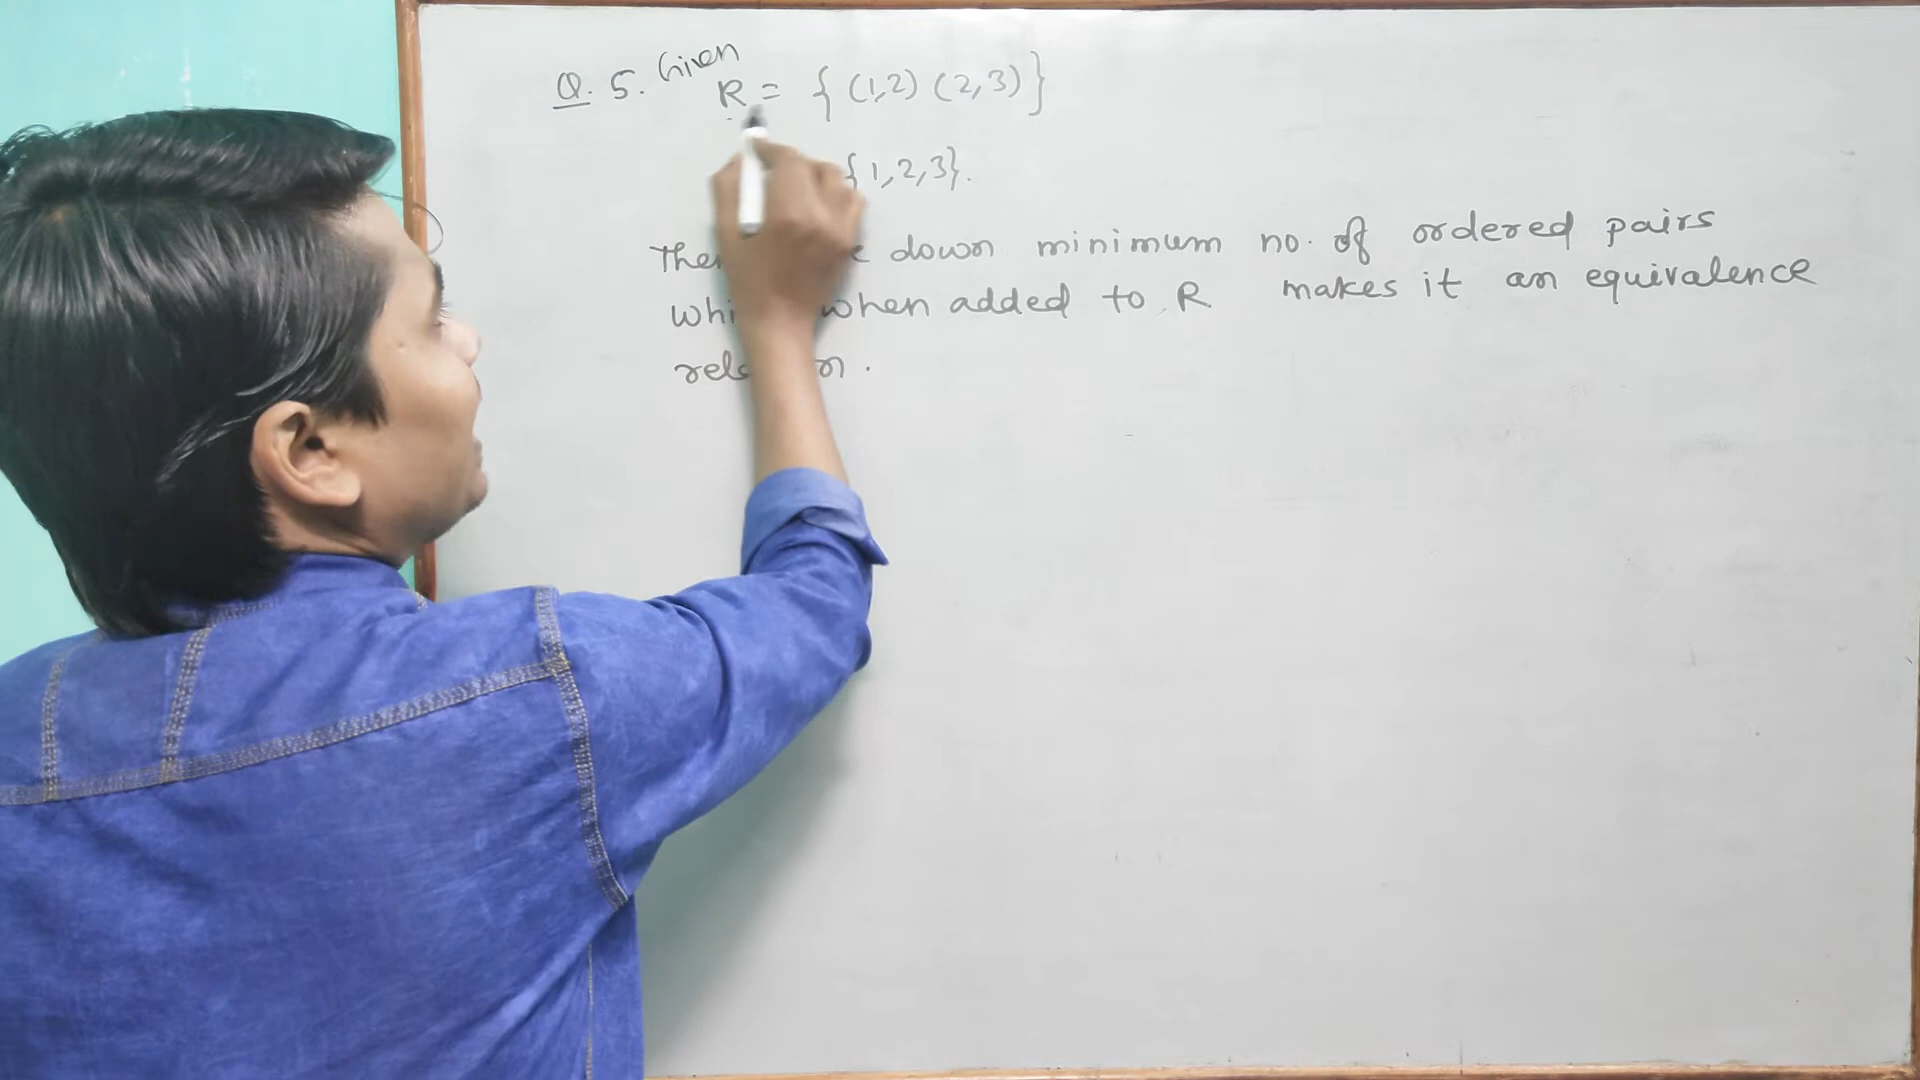 Q. 5. Given
R = { (1,2) (2,3) }
{1,2,3}.
down minimum no. of ordered pairs
when added to R makes it an equivalence